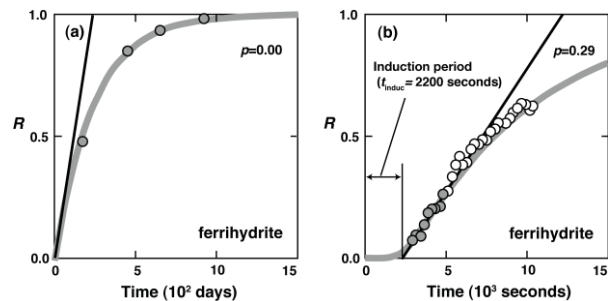 (a)
p=0.00
1.0
0.5
0.0
R
ferrihydrite
0
5
10
15
Time (10² days)
(b)
p=0.29
Induction period
(tinduc= 2200 seconds)
1.0
0.5
0.0
R
ferrihydrite
0
5
10
15
Time (10³ seconds)